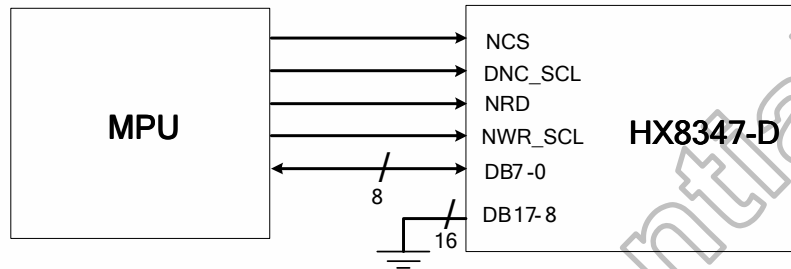 NCS
DNC_SCL
NRD
MPU
NWR_SCL
HX8347-D
DB7-0
8
DB17-8
16